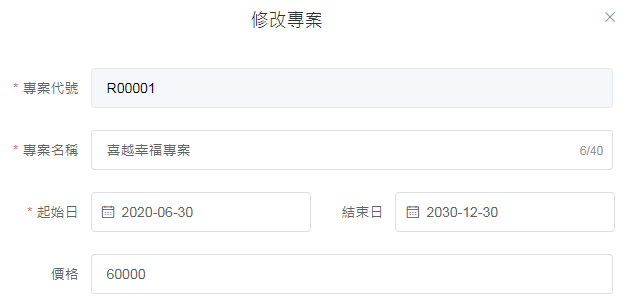 修改專案
* 專案代號 R00001
* 專案名稱 喜越幸福專案 6/40
* 起始日 2020-06-30 結束日 2030-12-30
價格 60000